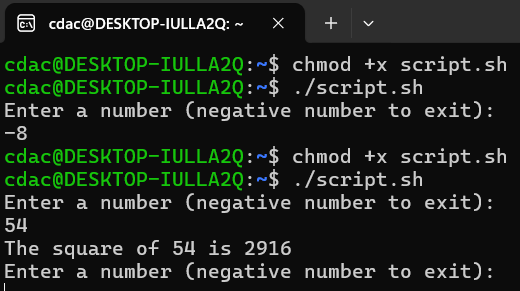 cdac@DESKTOP-IULLA2Q: ~
cdac@DESKTOP-IULLA2Q:~$ chmod +x script.sh
cdac@DESKTOP-IULLA2Q:~$ ./script.sh
Enter a number (negative number to exit):
-8
cdac@DESKTOP-IULLA2Q:~$ chmod +x script.sh
cdac@DESKTOP-IULLA2Q:~$ ./script.sh
Enter a number (negative number to exit):
54
The square of 54 is 2916
Enter a number (negative number to exit):